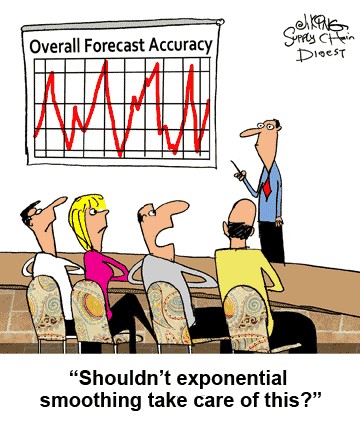 Supply Chain
Digest
Overall Forecast Accuracy
“Shouldn’t exponential
smoothing take care of this?”